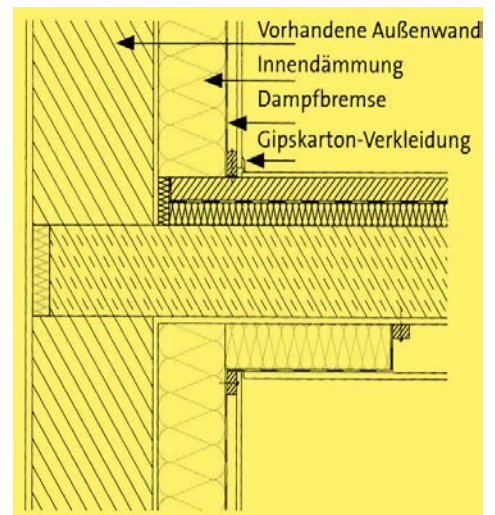 Vorhandene Außenwand
Innendämmung
Dampfbremse
Gipskarton-Verkleidung